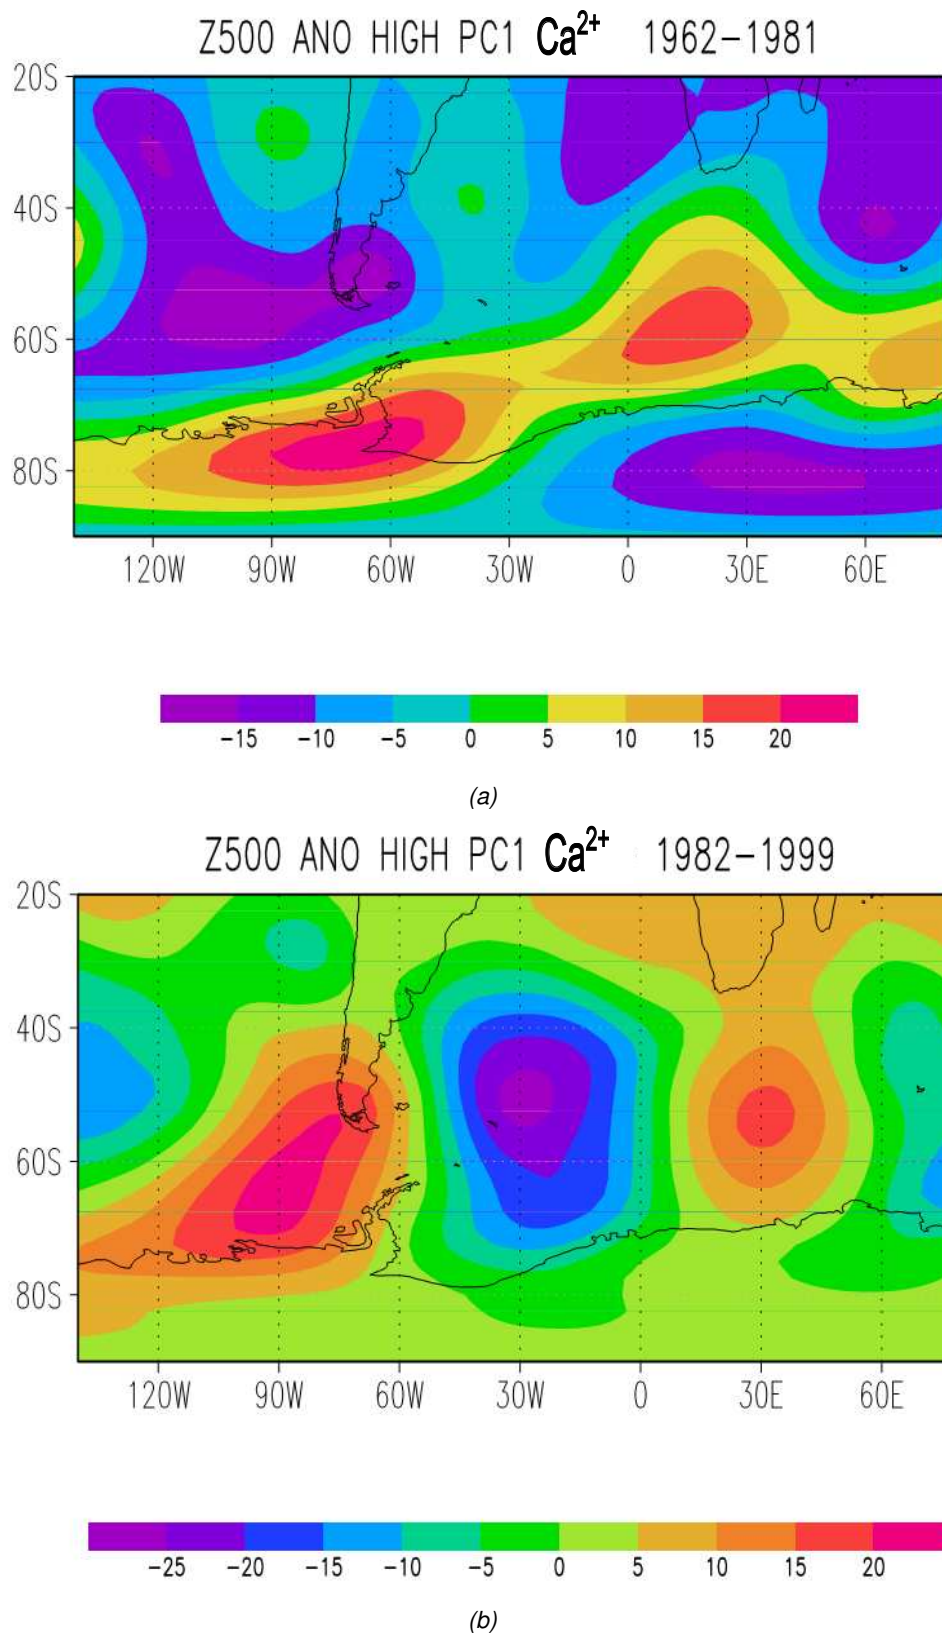 Z500 ANO HIGH PC1 Ca²⁺ 1962−1981
20S
40S
60S
80S
120W 90W 60W 30W 0 30E 60E
−15 −10 −5 0 5 10 15 20
(a)
Z500 ANO HIGH PC1 Ca²⁺ 1982−1999
20S
40S
60S
80S
120W 90W 60W 30W 0 30E 60E
−25 −20 −15 −10 −5 0 5 10 15 20
(b)